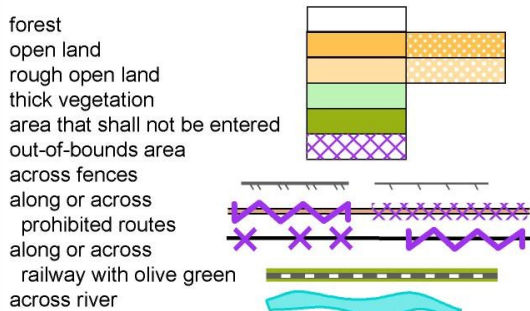 forest
open land
rough open land
thick vegetation
area that shall not be entered
out-of-bounds area
across fences
along or across
prohibited routes
along or across
railway with olive green
across river